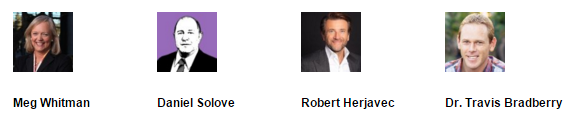 Meg Whitman
Daniel Solove
Robert Herjavec
Dr. Travis Bradberry